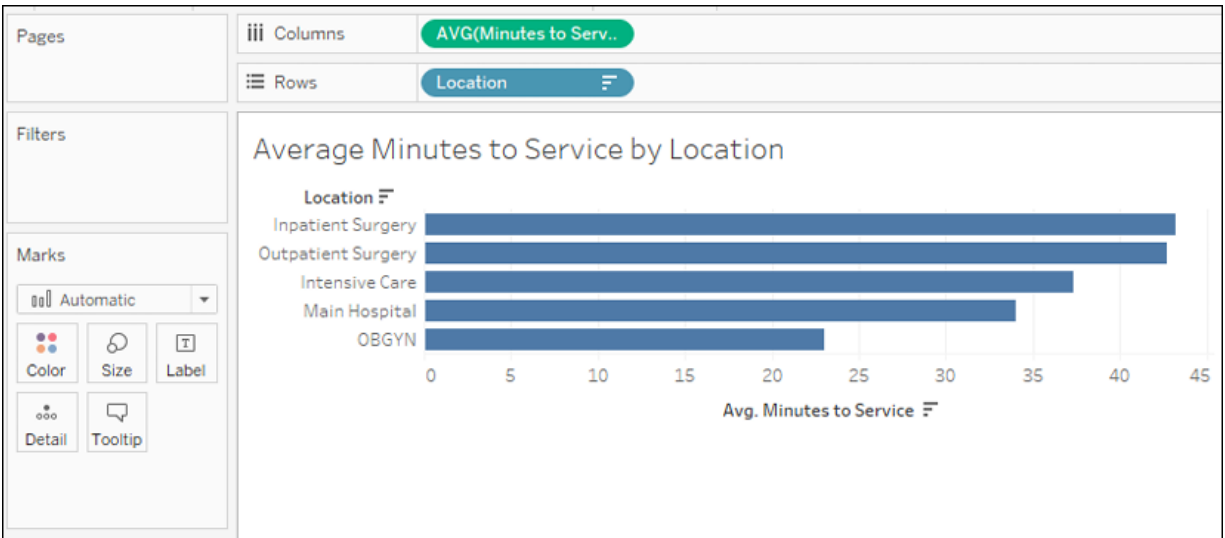 Pages
Columns
AVG(Minutes to Serv..
Rows
Location
Filters
Average Minutes to Service by Location
Location
Inpatient Surgery
Outpatient Surgery
Intensive Care
Main Hospital
OBGYN
0 5 10 15 20 25 30 35 40 45
Avg. Minutes to Service
Marks
Automatic
Color Size Label
Detail Tooltip